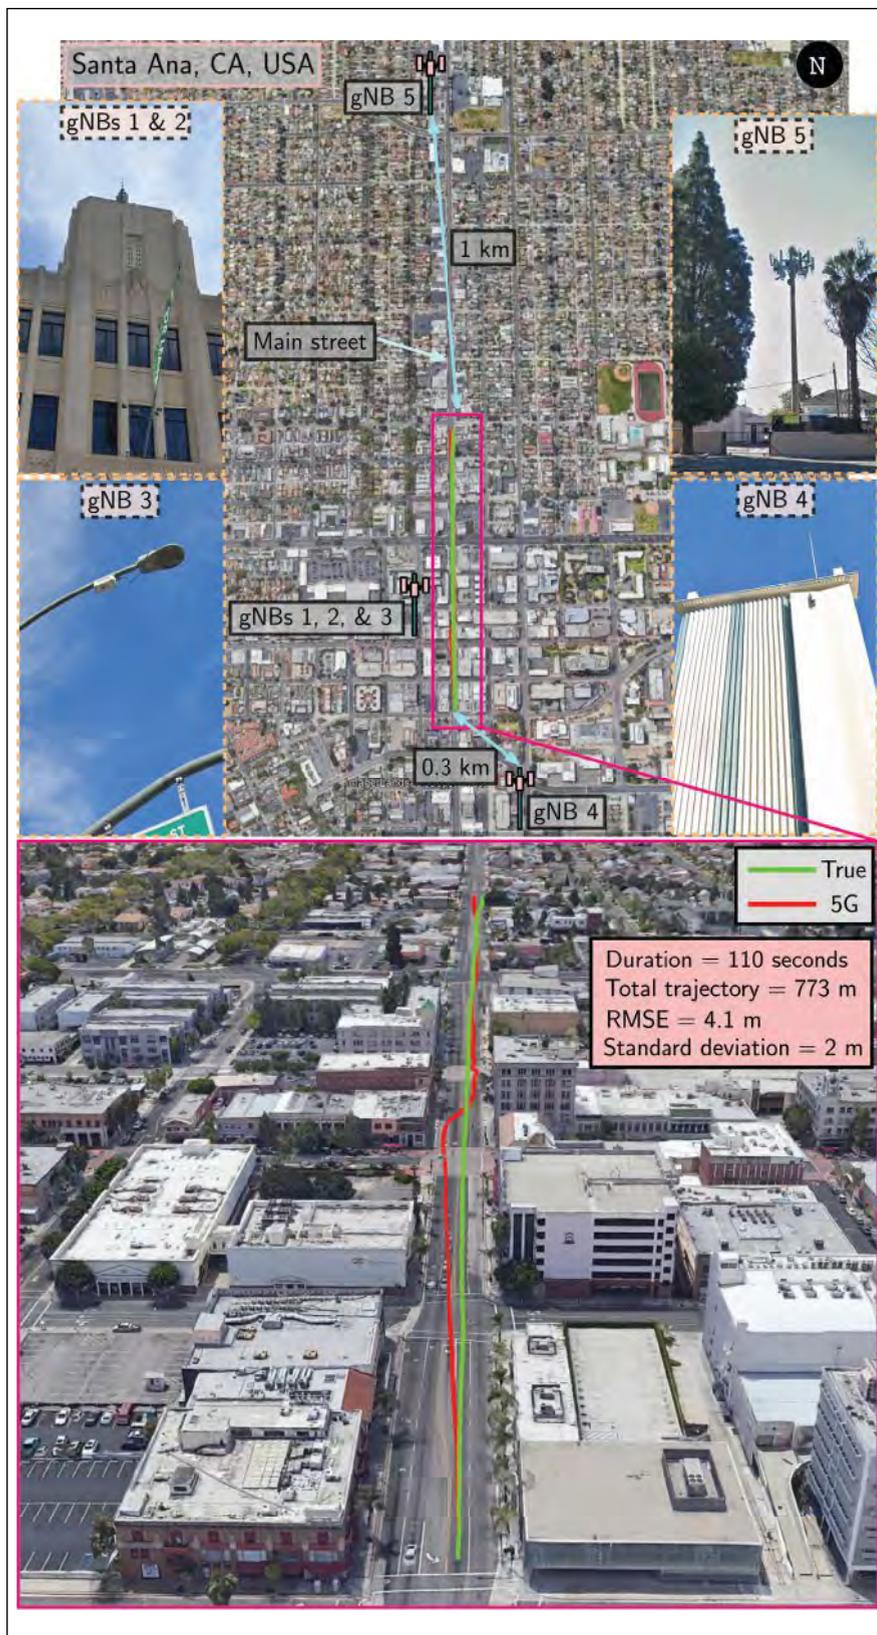 Santa Ana, CA, USA
N
gNB 5
gNBs 1 & 2
gNB 5
1 km
Main street
gNB 3
gNB 4
gNBs 1, 2, & 3
0.3 km
gNB 4
ST
True
5G
Duration = 110 seconds
Total trajectory = 773 m
RMSE = 4.1 m
Standard deviation = 2 m